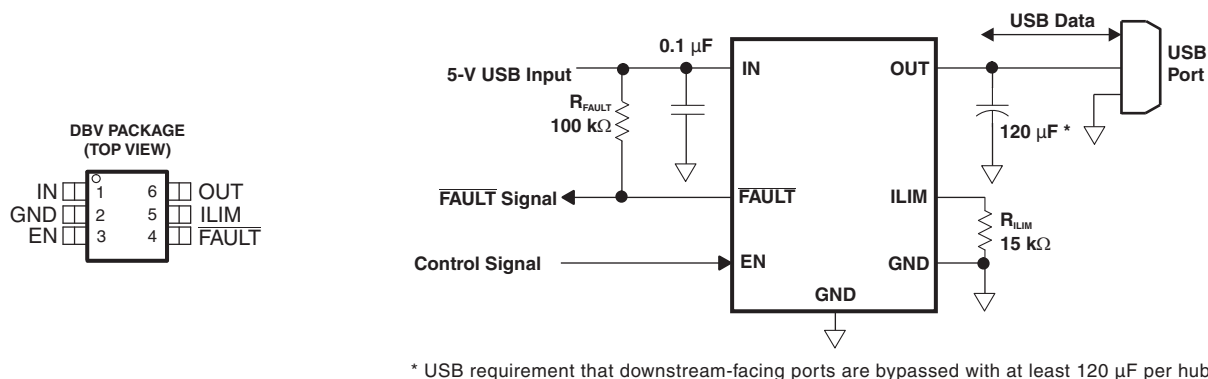 DBV PACKAGE
(TOP VIEW)
IN 1 6 OUT
GND 2 5 ILIM
EN 3 4 FAULT
USB Data
USB
Port
0.1 μF
5-V USB Input
IN
OUT
RFAULT
100 kΩ
120 μF *
FAULT Signal
FAULT
ILIM
RILIM
15 kΩ
Control Signal
EN
GND
GND
* USB requirement that downstream-facing ports are bypassed with at least 120 μF per hub